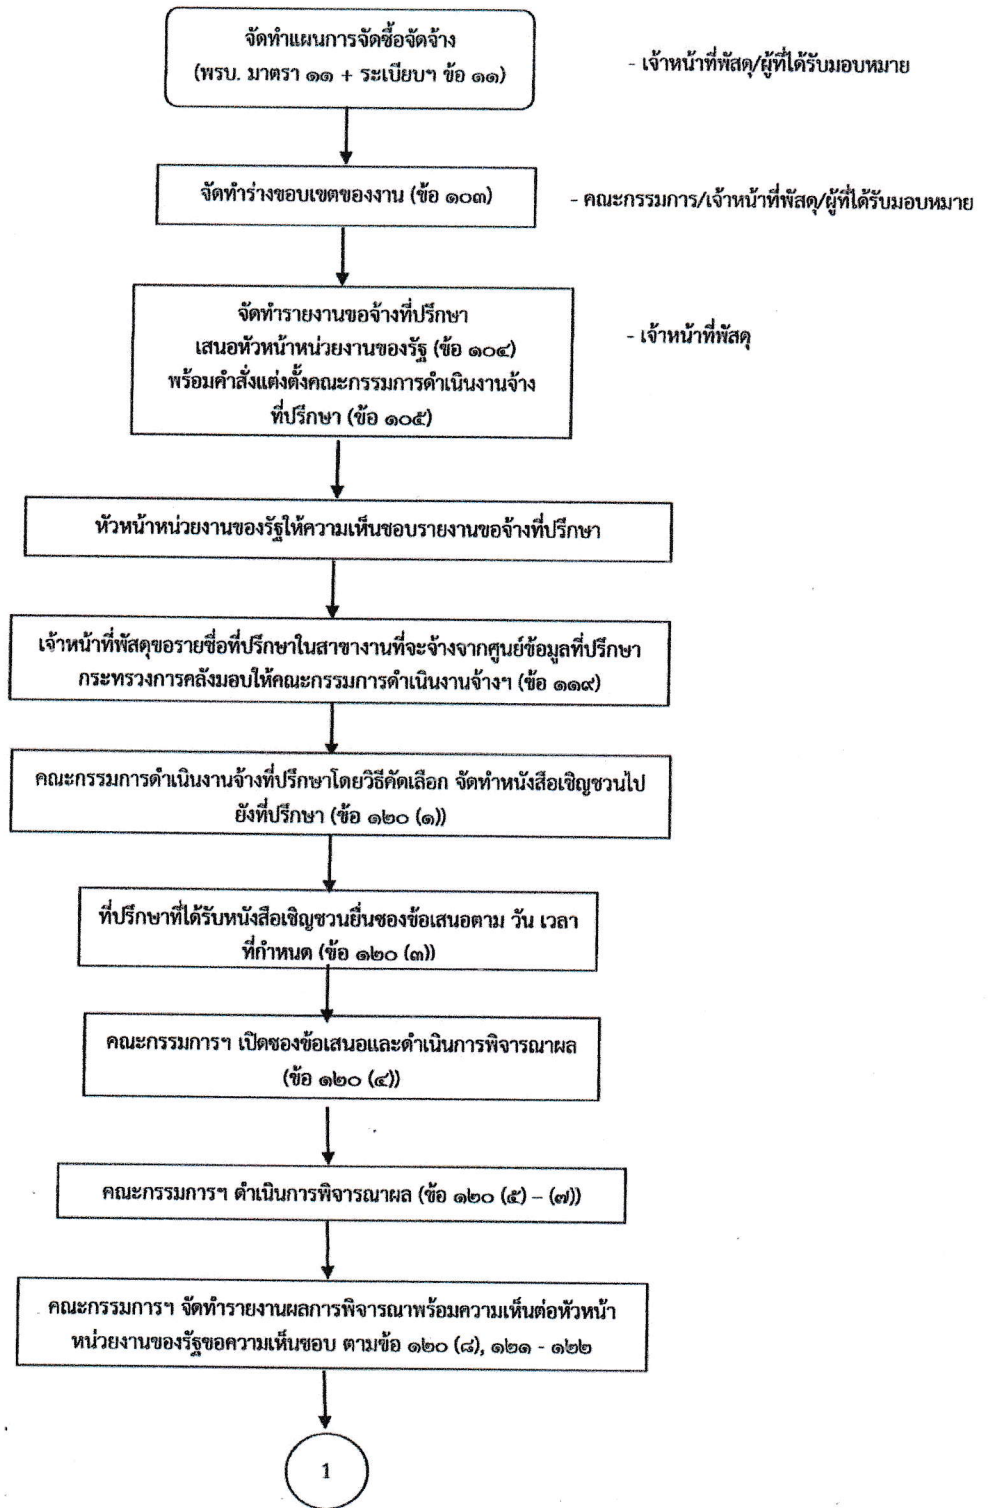 จัดทำแผนการจัดซื้อจัดจ้าง
(พรบ. มาตรา ๑๑ + ระเบียบฯ ข้อ ๑๑)
- เจ้าหน้าที่พัสดุ/ผู้ที่ได้รับมอบหมาย
จัดทำร่างขอบเขตของงาน (ข้อ ๑๐๓)
- คณะกรรมการ/เจ้าหน้าที่พัสดุ/ผู้ที่ได้รับมอบหมาย
จัดทำรายงานขอจ้างที่ปรึกษา
เสนอหัวหน้าหน่วยงานของรัฐ (ข้อ ๑๐๔)
พร้อมคำสั่งแต่งตั้งคณะกรรมการดำเนินงานจ้าง
ที่ปรึกษา (ข้อ ๑๐๕)
- เจ้าหน้าที่พัสดุ
หัวหน้าหน่วยงานของรัฐให้ความเห็นชอบรายงานขอจ้างที่ปรึกษา
เจ้าหน้าที่พัสดุขอรายชื่อที่ปรึกษาในสาขางานที่จะจ้างจากศูนย์ข้อมูลที่ปรึกษา
กระทรวงการคลังมอบให้คณะกรรมการดำเนินงานจ้างฯ (ข้อ ๑๑๙)
คณะกรรมการดำเนินงานจ้างที่ปรึกษาโดยวิธีคัดเลือก จัดทำหนังสือเชิญชวนไป
ยังที่ปรึกษา (ข้อ ๑๒๐ (๑))
ที่ปรึกษาที่ได้รับหนังสือเชิญชวนยื่นซองข้อเสนอตาม วัน เวลา
ที่กำหนด (ข้อ ๑๒๐ (๓))
คณะกรรมการฯ เปิดซองข้อเสนอและดำเนินการพิจารณาผล
(ข้อ ๑๒๐ (๔))
คณะกรรมการฯ ดำเนินการพิจารณาผล (ข้อ ๑๒๐ (๕) – (๗))
คณะกรรมการฯ จัดทำรายงานผลการพิจารณาพร้อมความเห็นต่อหัวหน้า
หน่วยงานของรัฐขอความเห็นชอบ ตามข้อ ๑๒๐ (๘), ๑๒๑ - ๑๒๒
1